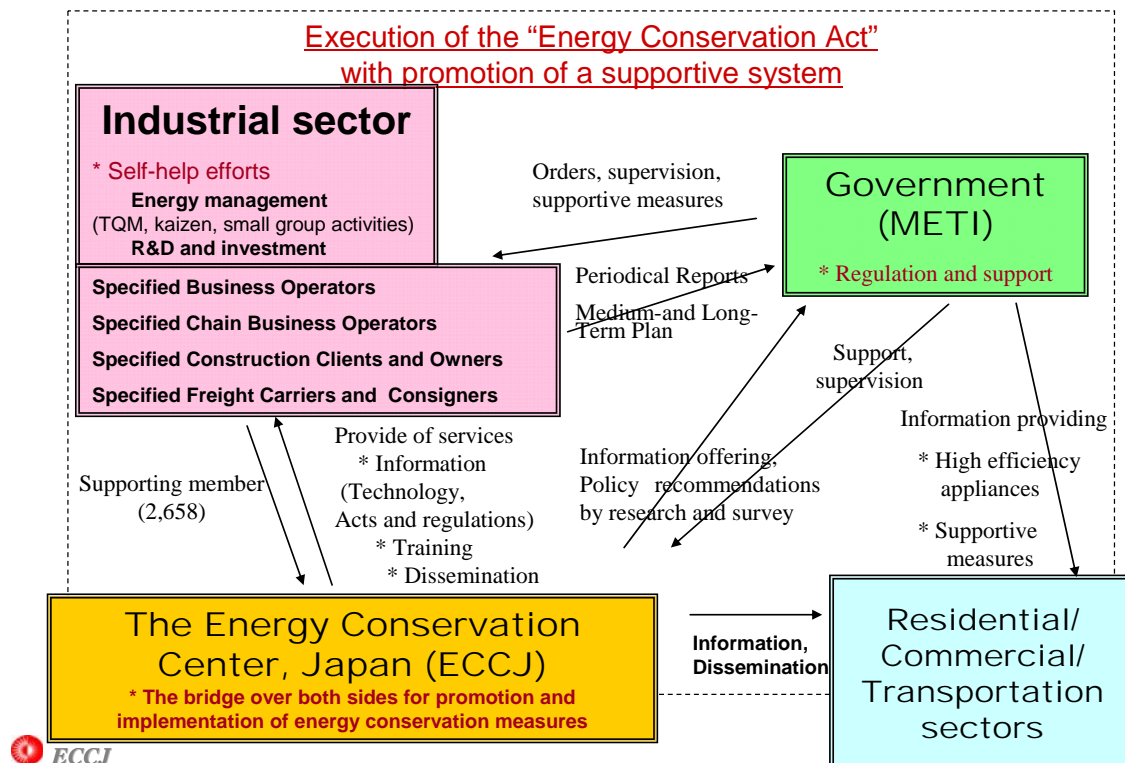 Execution of the “Energy Conservation Act”
with promotion of a supportive system
Industrial sector
* Self-help efforts
Energy management
(TQM, kaizen, small group activities)
R&D and investment
Specified Business Operators
Specified Chain Business Operators
Specified Construction Clients and Owners
Specified Freight Carriers and Consigners
Orders, supervision,
supportive measures
Government
(METI)
* Regulation and support
Periodical Reports
Medium-and Long-
Term Plan
Support,
supervision
Information providing
* High efficiency
appliances
* Supportive
measures
Supporting member
(2,658)
Provide of services
* Information
(Technology,
Acts and regulations)
* Training
* Dissemination
Information offering,
Policy recommendations
by research and survey
The Energy Conservation
Center, Japan (ECCJ)
* The bridge over both sides for promotion and
implementation of energy conservation measures
Information,
Dissemination
Residential/
Commercial/
Transportation
sectors
ECCJ